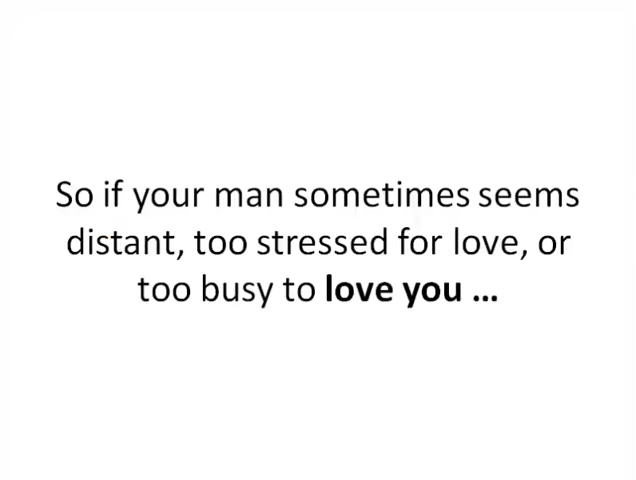 So if your man sometimes seems
distant, too stressed for love, or
too busy to love you ...